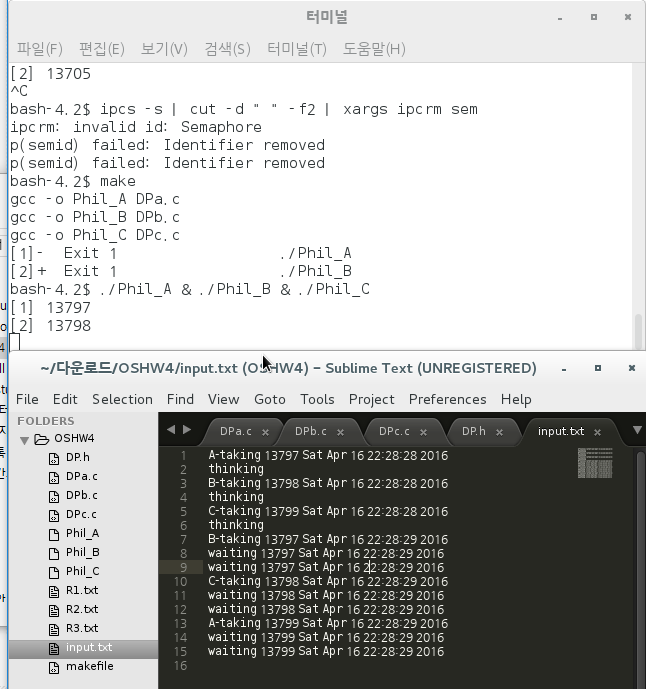 터미널
파일(F) 편집(E) 보기(V) 검색(S) 터미널(T) 도움말(H)
[2] 13705
^C
bash-4.2$ ipcs -s | cut -d " " -f2 | xargs ipcrm sem
ipcrm: invalid id: Semaphore
p(semid) failed: Identifier removed
p(semid) failed: Identifier removed
bash-4.2$ make
gcc -o Phil_A DPa.c
gcc -o Phil_B DPb.c
gcc -o Phil_C DPc.c
[1]- Exit 1 ./Phil_A
[2]+ Exit 1 ./Phil_B
bash-4.2$ ./Phil_A & ./Phil_B & ./Phil_C
[1] 13797
[2] 13798
~/다운로드/OSHW4/input.txt (OSHW4) - Sublime Text (UNREGISTERED)
File Edit Selection Find View Goto Tools Project Preferences Help
FOLDERS
OSHW4
DP.h
DPa.c
DPb.c
DPc.c
Phil_A
Phil_B
Phil_C
R1.txt
R2.txt
R3.txt
input.txt
makefile
DPa.c DPb.c DPc.c DP.h input.txt
1 A-taking 13797 Sat Apr 16 22:28:28 2016
2 thinking
3 B-taking 13798 Sat Apr 16 22:28:28 2016
4 thinking
5 C-taking 13799 Sat Apr 16 22:28:28 2016
6 thinking
7 B-taking 13797 Sat Apr 16 22:28:29 2016
8 waiting 13797 Sat Apr 16 22:28:29 2016
9 waiting 13797 Sat Apr 16 22:28:29 2016
10 C-taking 13798 Sat Apr 16 22:28:29 2016
11 waiting 13798 Sat Apr 16 22:28:29 2016
12 waiting 13798 Sat Apr 16 22:28:29 2016
13 A-taking 13799 Sat Apr 16 22:28:29 2016
14 waiting 13799 Sat Apr 16 22:28:29 2016
15 waiting 13799 Sat Apr 16 22:28:29 2016
16